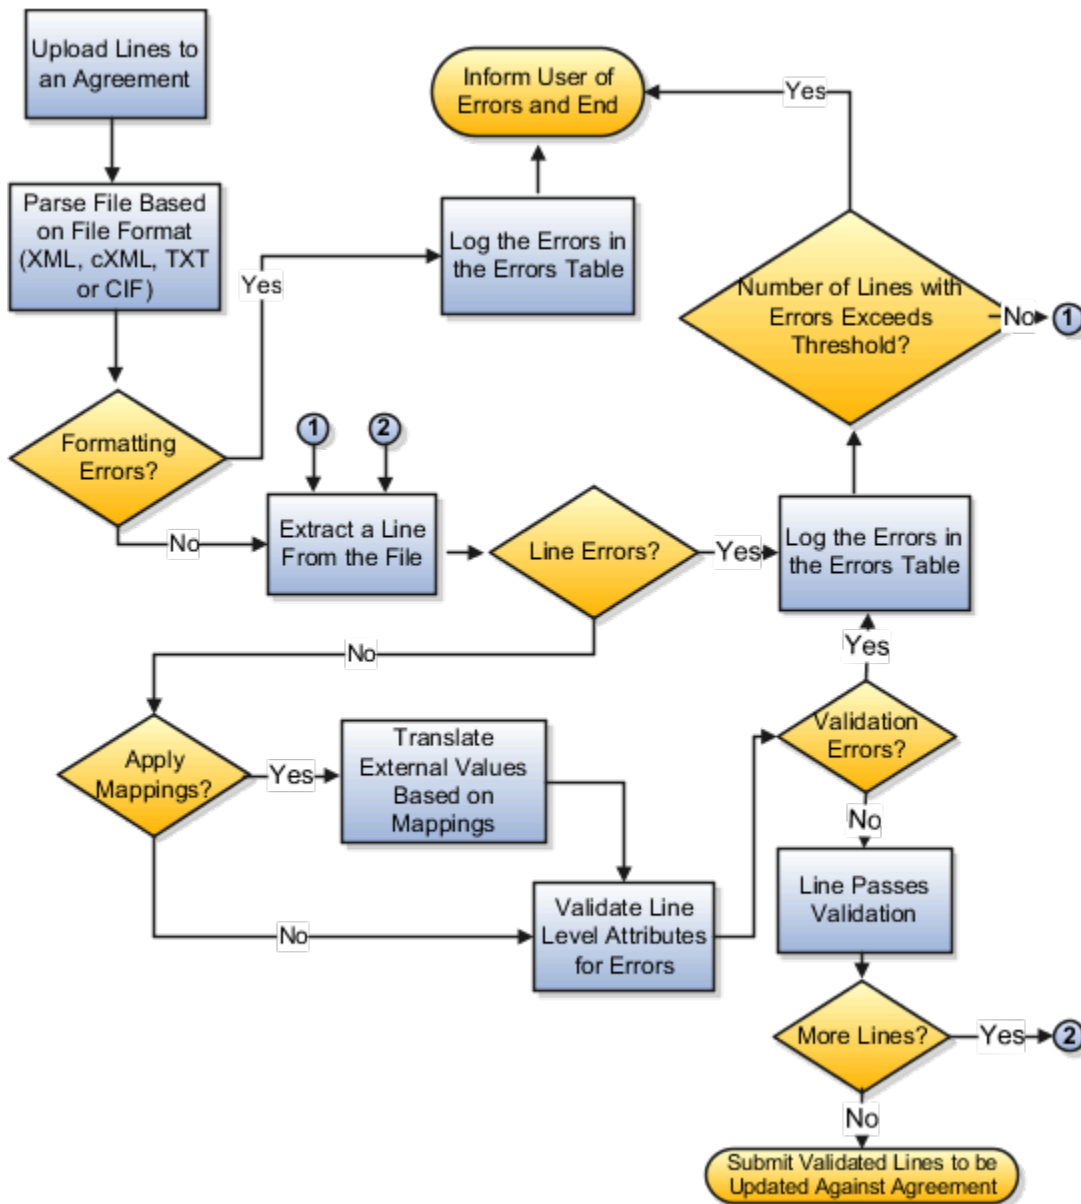 Upload Lines to
an Agreement
Inform User of
Errors and End
Yes
Parse File Based
on File Format
(XML, cXML, TXT
or CIF)
Yes
Log the Errors in
the Errors Table
Number of Lines with
Errors Exceeds
Threshold?
No
1
Formatting
Errors?
1
2
No
Extract a Line
From the File
Line Errors?
Yes
Log the Errors in
the Errors Table
No
Yes
Apply
Mappings?
Yes
Translate
External Values
Based on
Mappings
Validation
Errors?
No
No
Validate Line
Level Attributes
for Errors
Line Passes
Validation
More Lines?
Yes
2
No
Submit Validated Lines to be
Updated Against Agreement